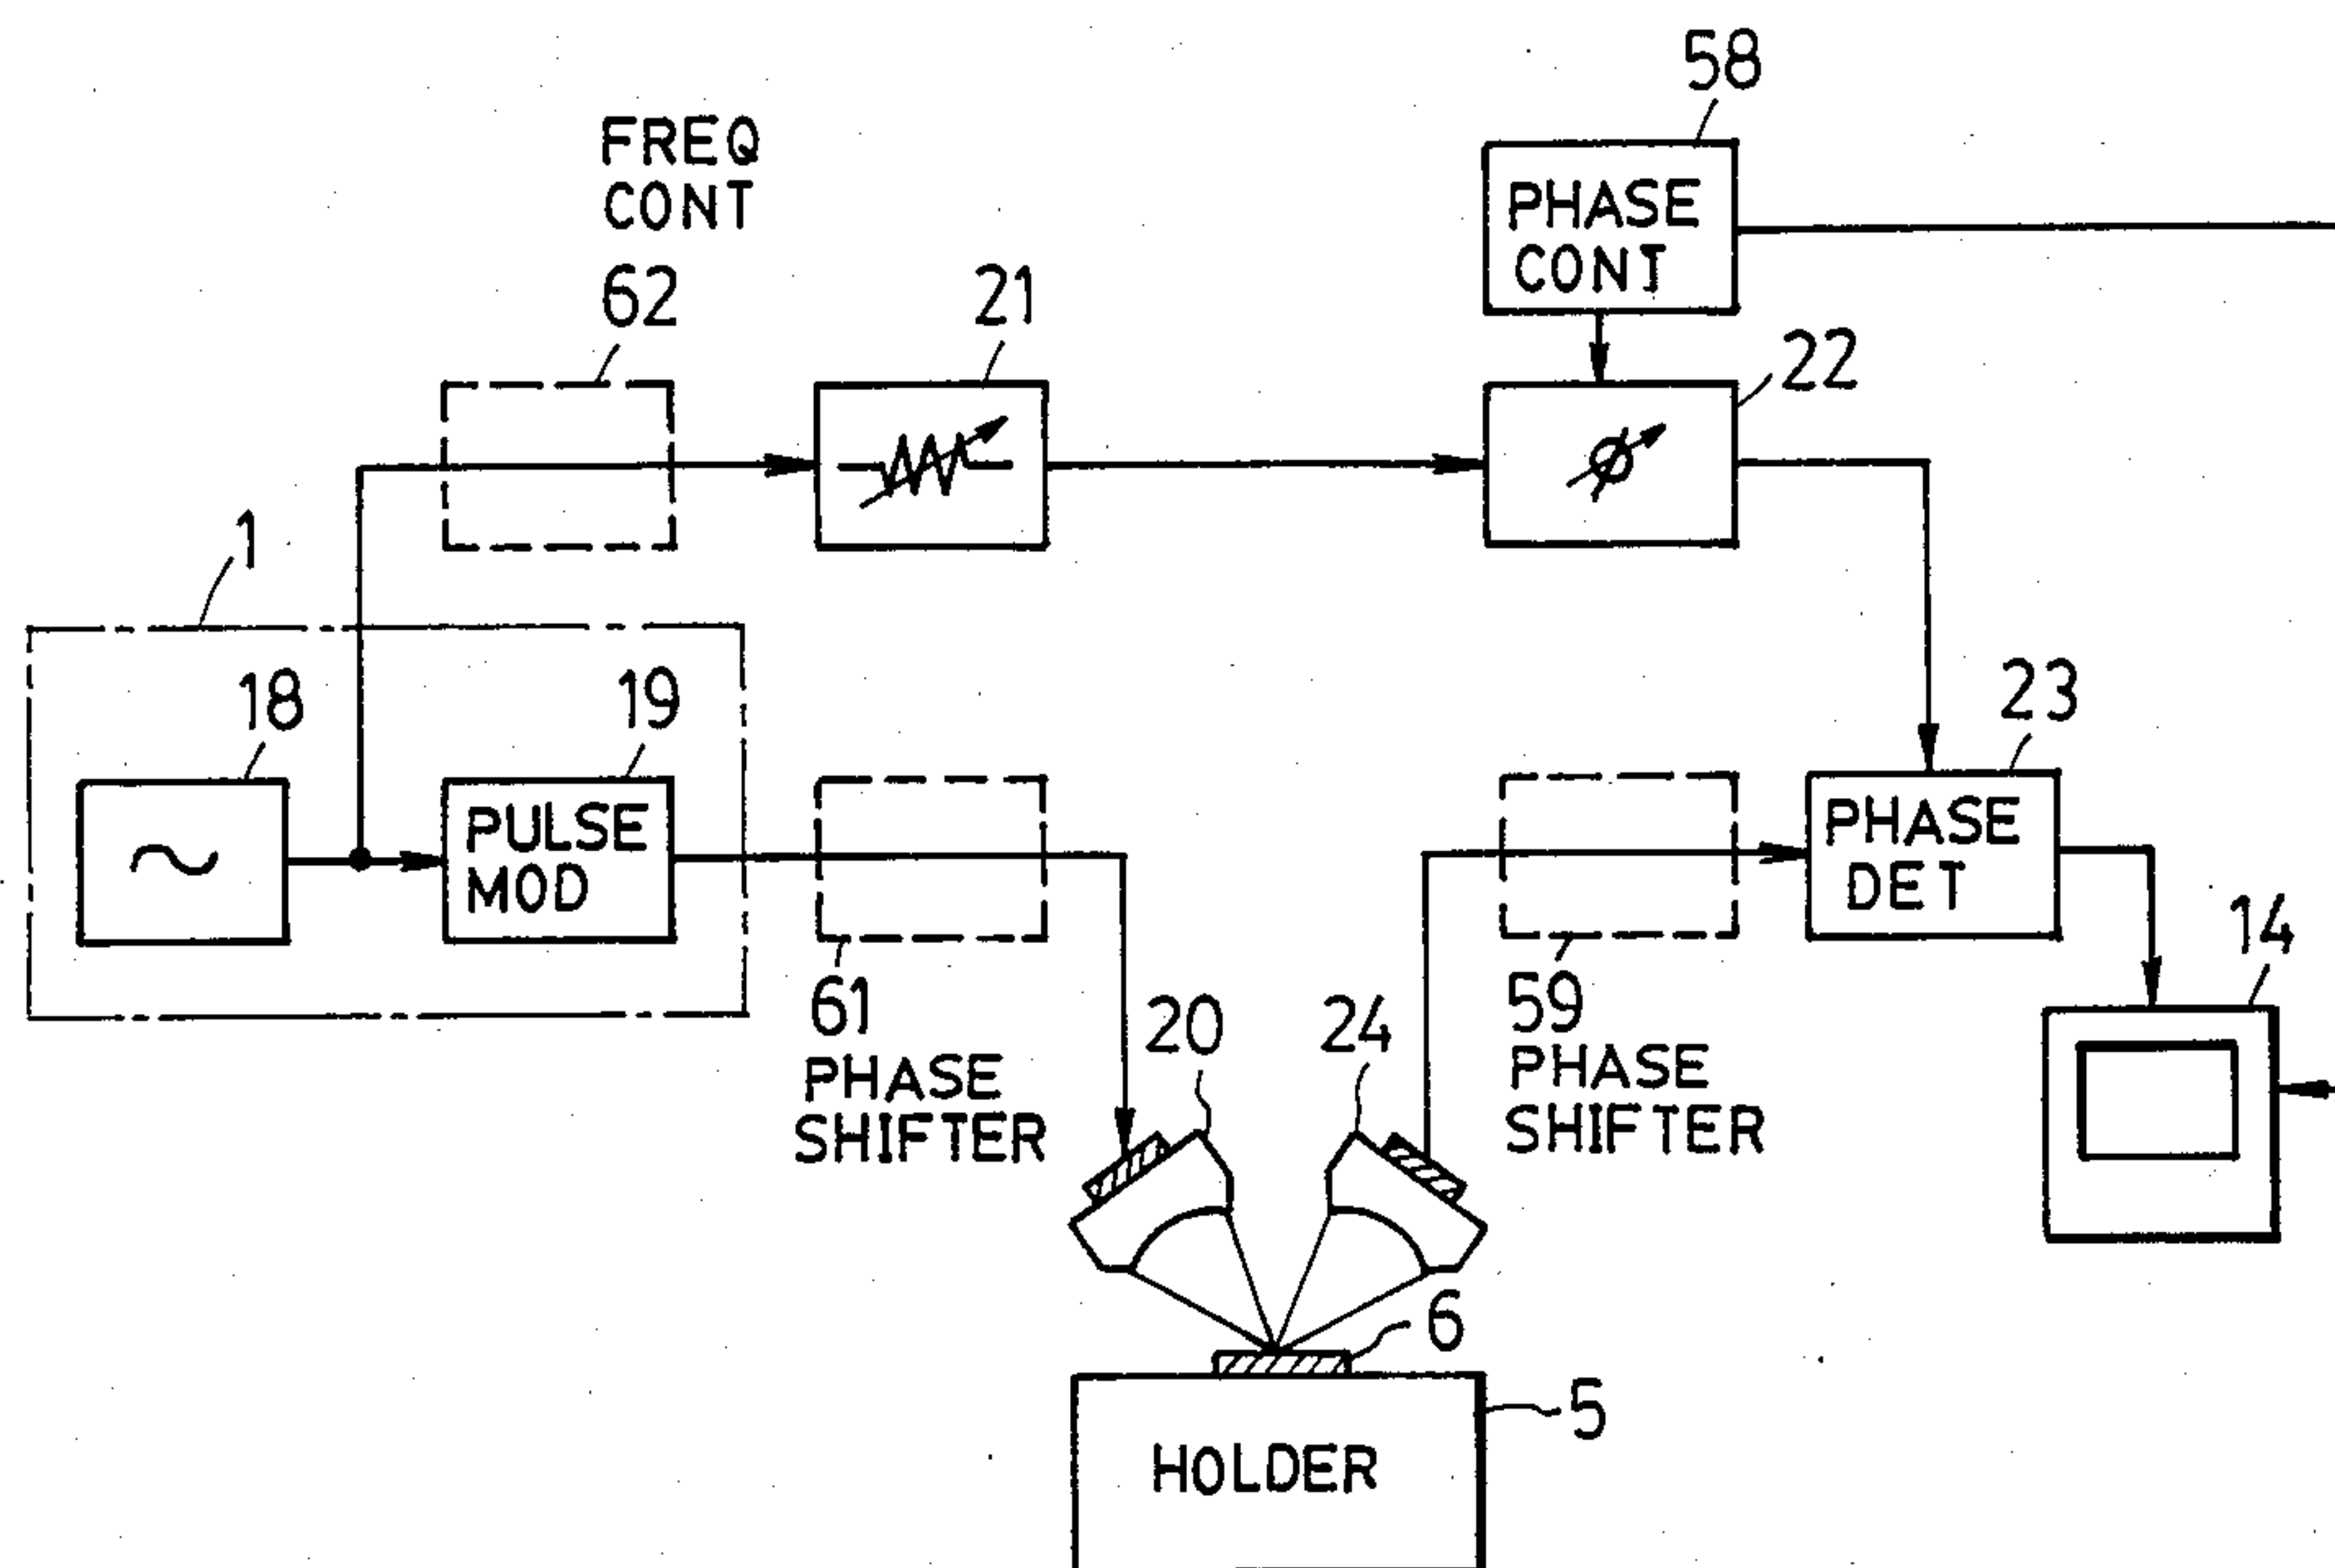 58
FREQ
CONT
62
PHASE
CONT
21
22
1
18
19
23
PULSE
MOD
PHASE
DET
14
61
PHASE
SHIFTER
20
24
59
PHASE
SHIFTER
6
5
HOLDER